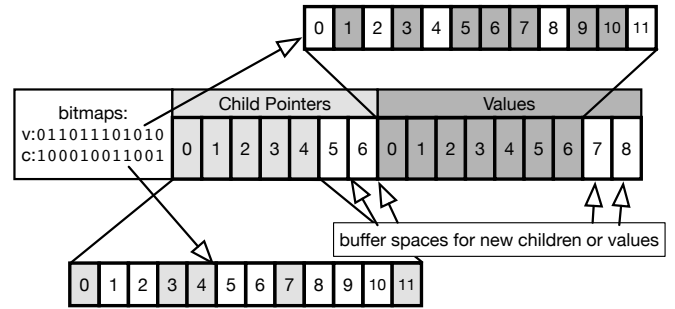 0 1 2 3 4 5 6 7 8 9 10 11
bitmaps:
v:011011101010
c:100010011001
Child Pointers
Values
0 1 2 3 4 5 6 0 1 2 3 4 5 6 7 8
buffer spaces for new children or values
0 1 2 3 4 5 6 7 8 9 10 11